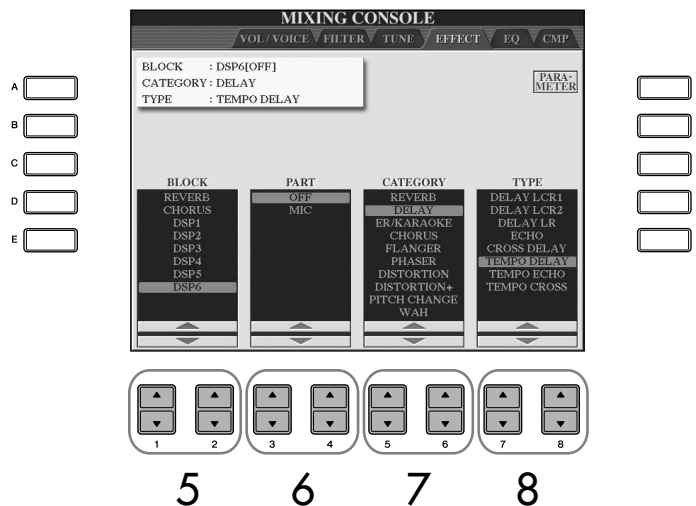 MIXING CONSOLE
VOL / VOICE FILTER TUNE EFFECT EQ CMP
BLOCK : DSP6[OFF]
CATEGORY : DELAY
TYPE : TEMPO DELAY
PARA-
METER
A
B
C
D
E
BLOCK
REVERB
CHORUS
DSP1
DSP2
DSP3
DSP4
DSP5
DSP6
PART
OFF
MIC
CATEGORY
REVERB
DELAY
ER/KARAOKE
CHORUS
FLANGER
PHASER
DISTORTION
DISTORTION+
PITCH CHANGE
WAH
TYPE
DELAY LCR1
DELAY LCR2
DELAY LR
ECHO
CROSS DELAY
TEMPO DELAY
TEMPO ECHO
TEMPO CROSS
1 2 3 4 5 6 7 8
5 6 7 8